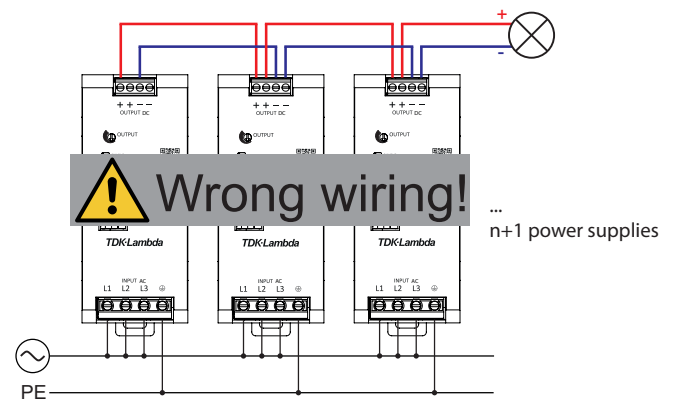 +
-
+ + − −
OUTPUT DC
OUTPUT
+ + − −
OUTPUT DC
OUTPUT
+ + − −
OUTPUT DC
OUTPUT
Wrong wiring!
...
n+1 power supplies
TDK-Lambda
TDK-Lambda
TDK-Lambda
INPUT AC
L1 L2 L3
INPUT AC
L1 L2 L3
INPUT AC
L1 L2 L3
PE